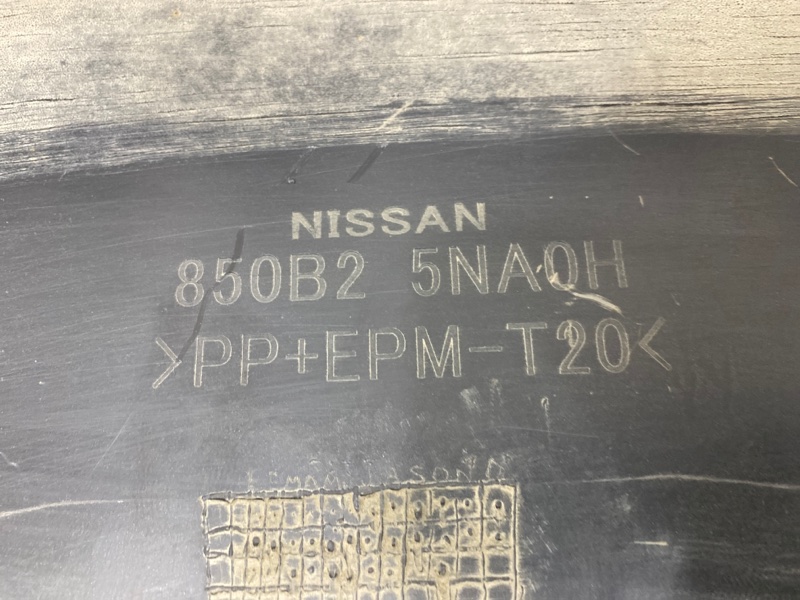 NISSAN
850B2 5NA0H
>PP+EPM-T20<